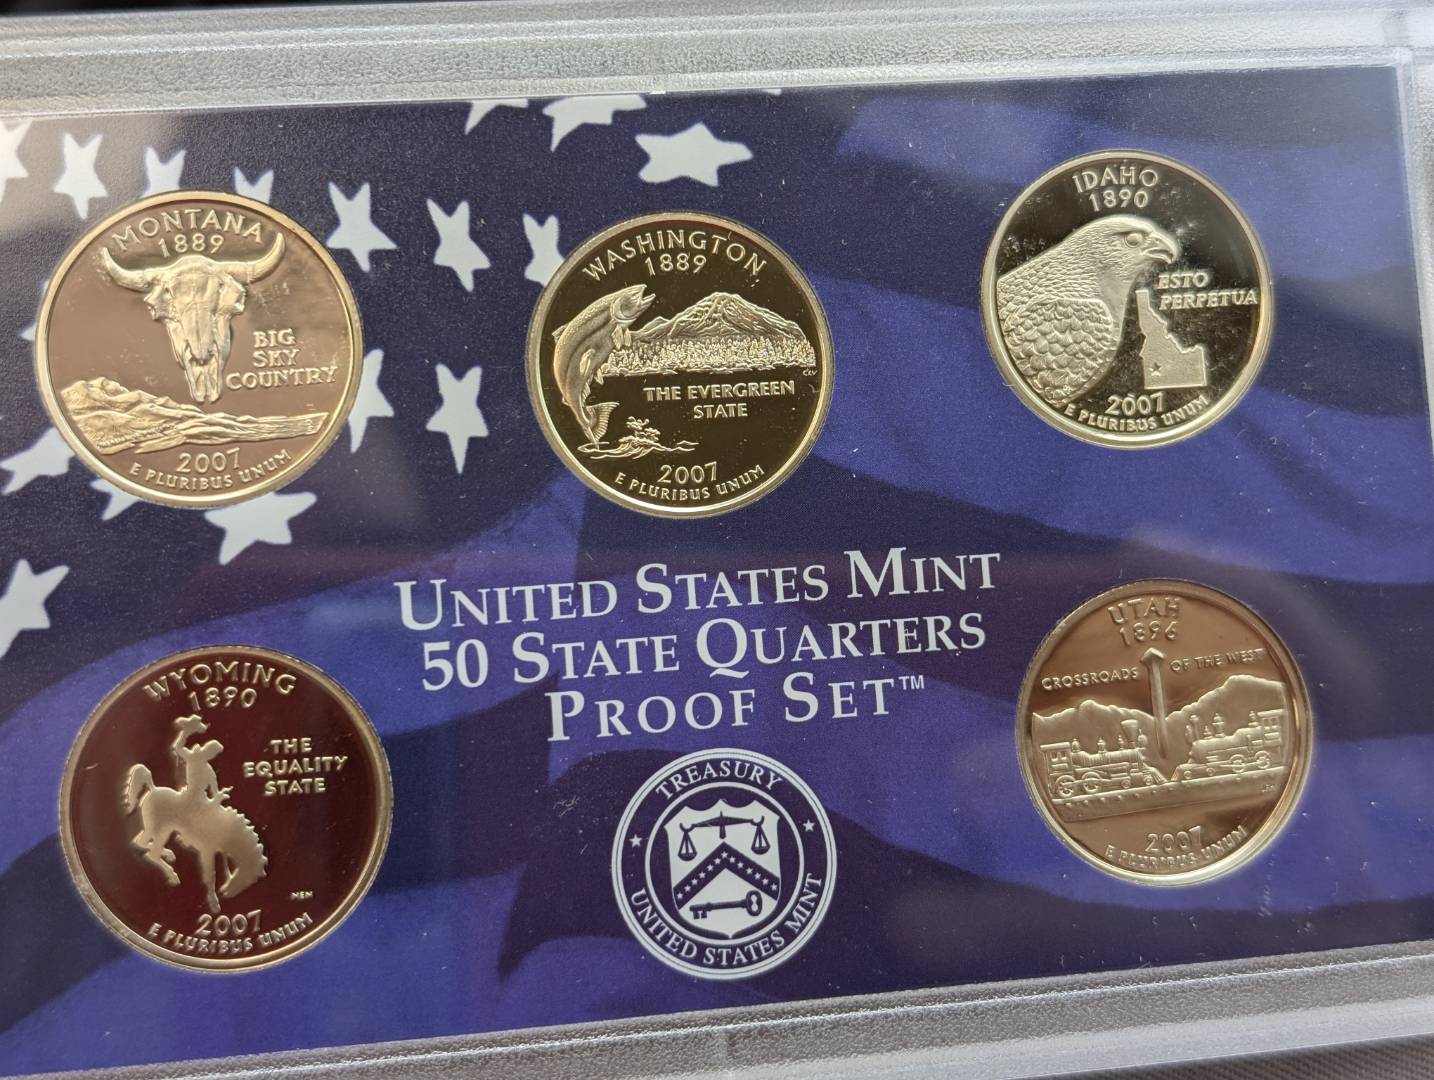 MONTANA
1889
BIG
SKY
COUNTRY
2007
E PLURIBUS UNUM
WASHINGTON
1889
CEV
THE EVERGREEN
STATE
2007
E PLURIBUS UNUM
IDAHO
1890
ESTO
PERPETUA
2007
E PLURIBUS UNUM
UNITED STATES MINT
50 STATE QUARTERS
PROOF SET™
WYOMING
1890
THE
EQUALITY
STATE
NEN
2007
E PLURIBUS UNUM
TREASURY
UNITED STATES MINT
UTAH
1896
CROSSROADS OF THE WEST
2007
E PLURIBUS UNUM